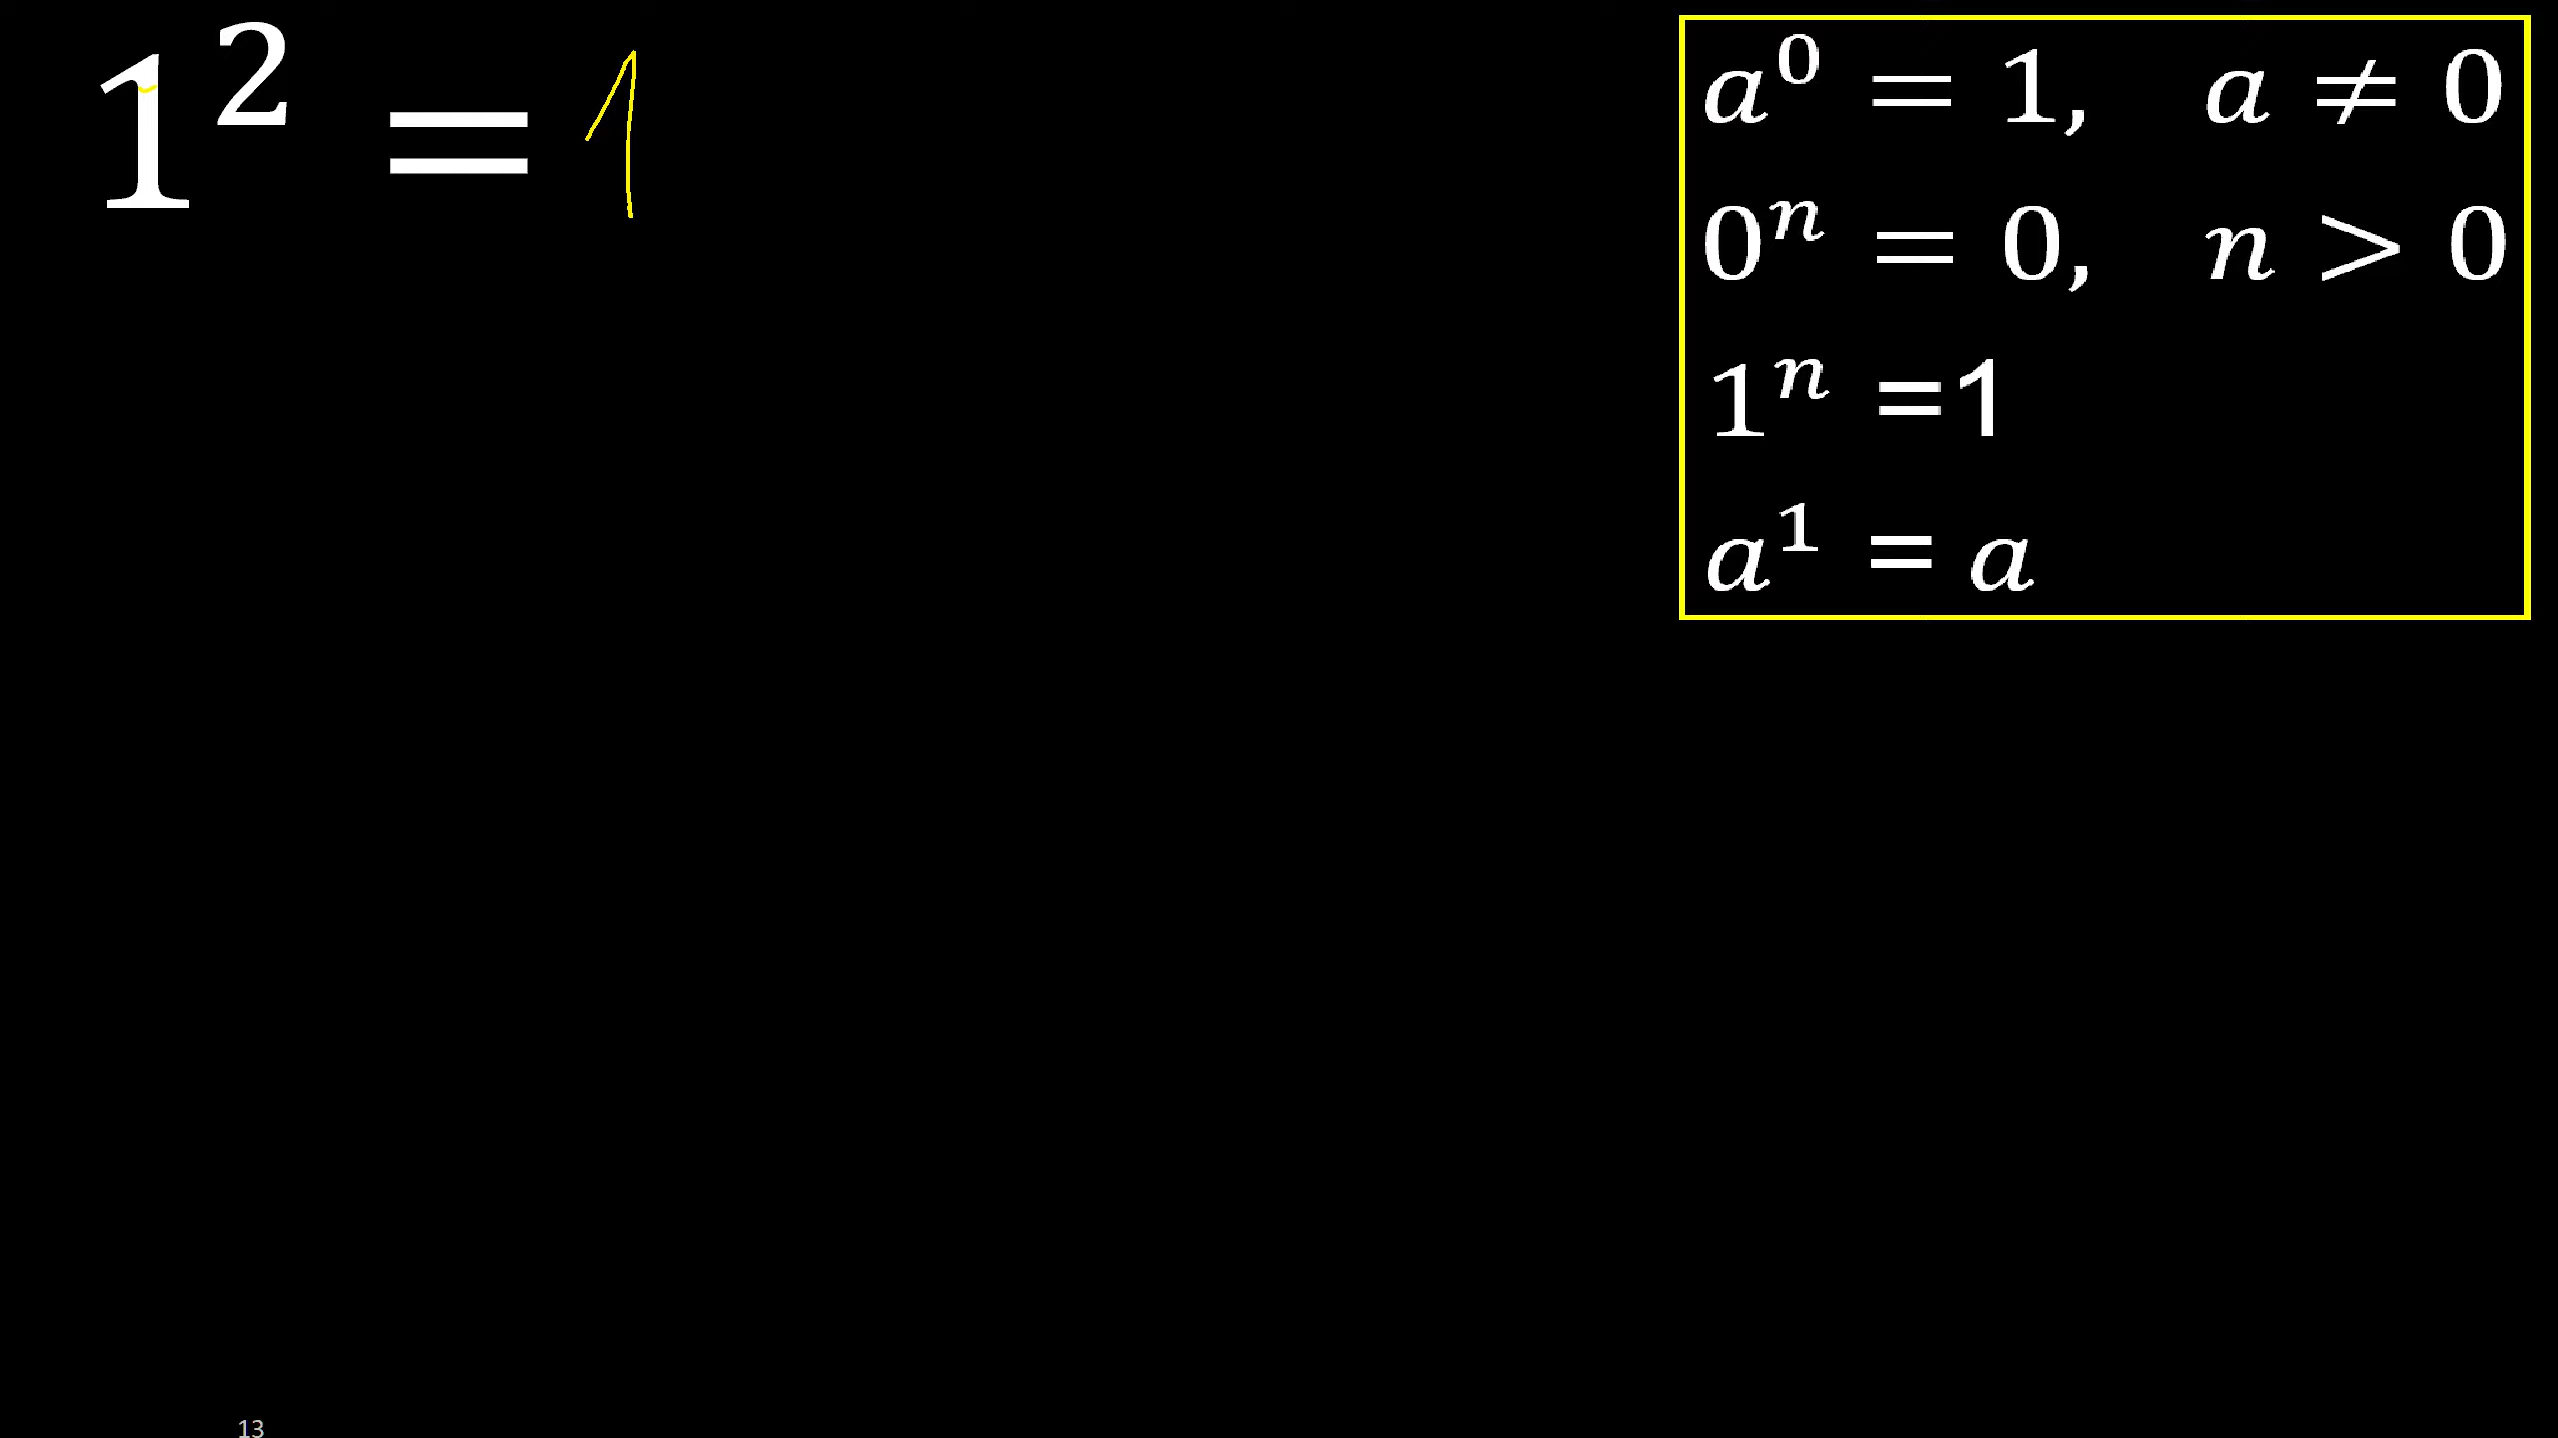 1² = 1
a⁰ = 1, a ≠ 0
0ⁿ = 0, n > 0
1ⁿ =1
a¹ = a
13